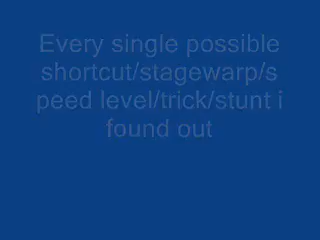 Every single possible
shortcut/stagewarp/s
peed level/trick/stunt i
found out